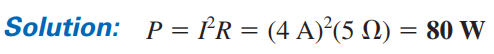 Solution: P = I²R = (4 A)²(5 Ω) = 80 W